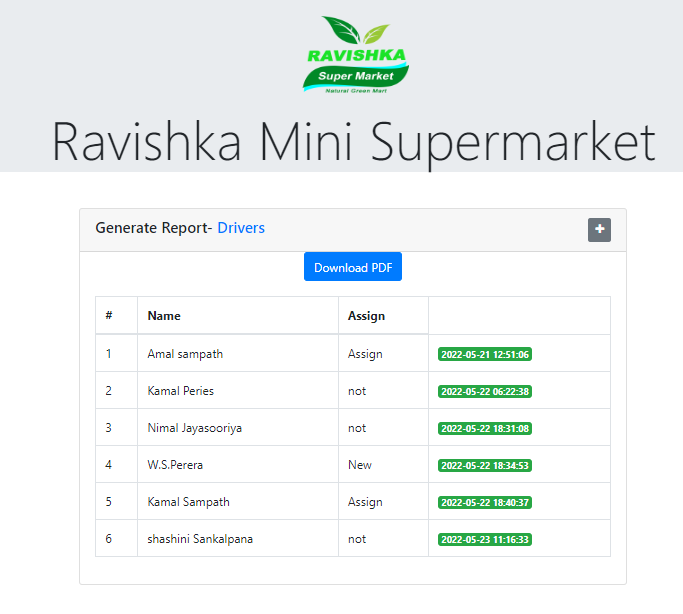 RAVISHKA
Super Market
Natural Green Mart
Ravishka Mini Supermarket
Generate Report- Drivers
+
Download PDF
# Name Assign
1 Amal sampath Assign 2022-05-21 12:51:06
2 Kamal Peries not 2022-05-22 06:22:38
3 Nimal Jayasooriya not 2022-05-22 18:31:08
4 W.S.Perera New 2022-05-22 18:34:53
5 Kamal Sampath Assign 2022-05-22 18:40:37
6 shashini Sankalpana not 2022-05-23 11:16:33